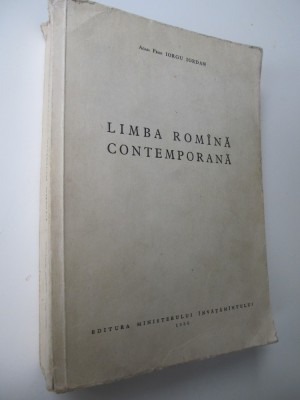 Acad. Prof. IORGU IORDAN
LIMBA ROMÎNĂ
CONTEMPORANĂ
EDITURA MINISTERULUI ÎNVĂȚĂMÎNTULUI